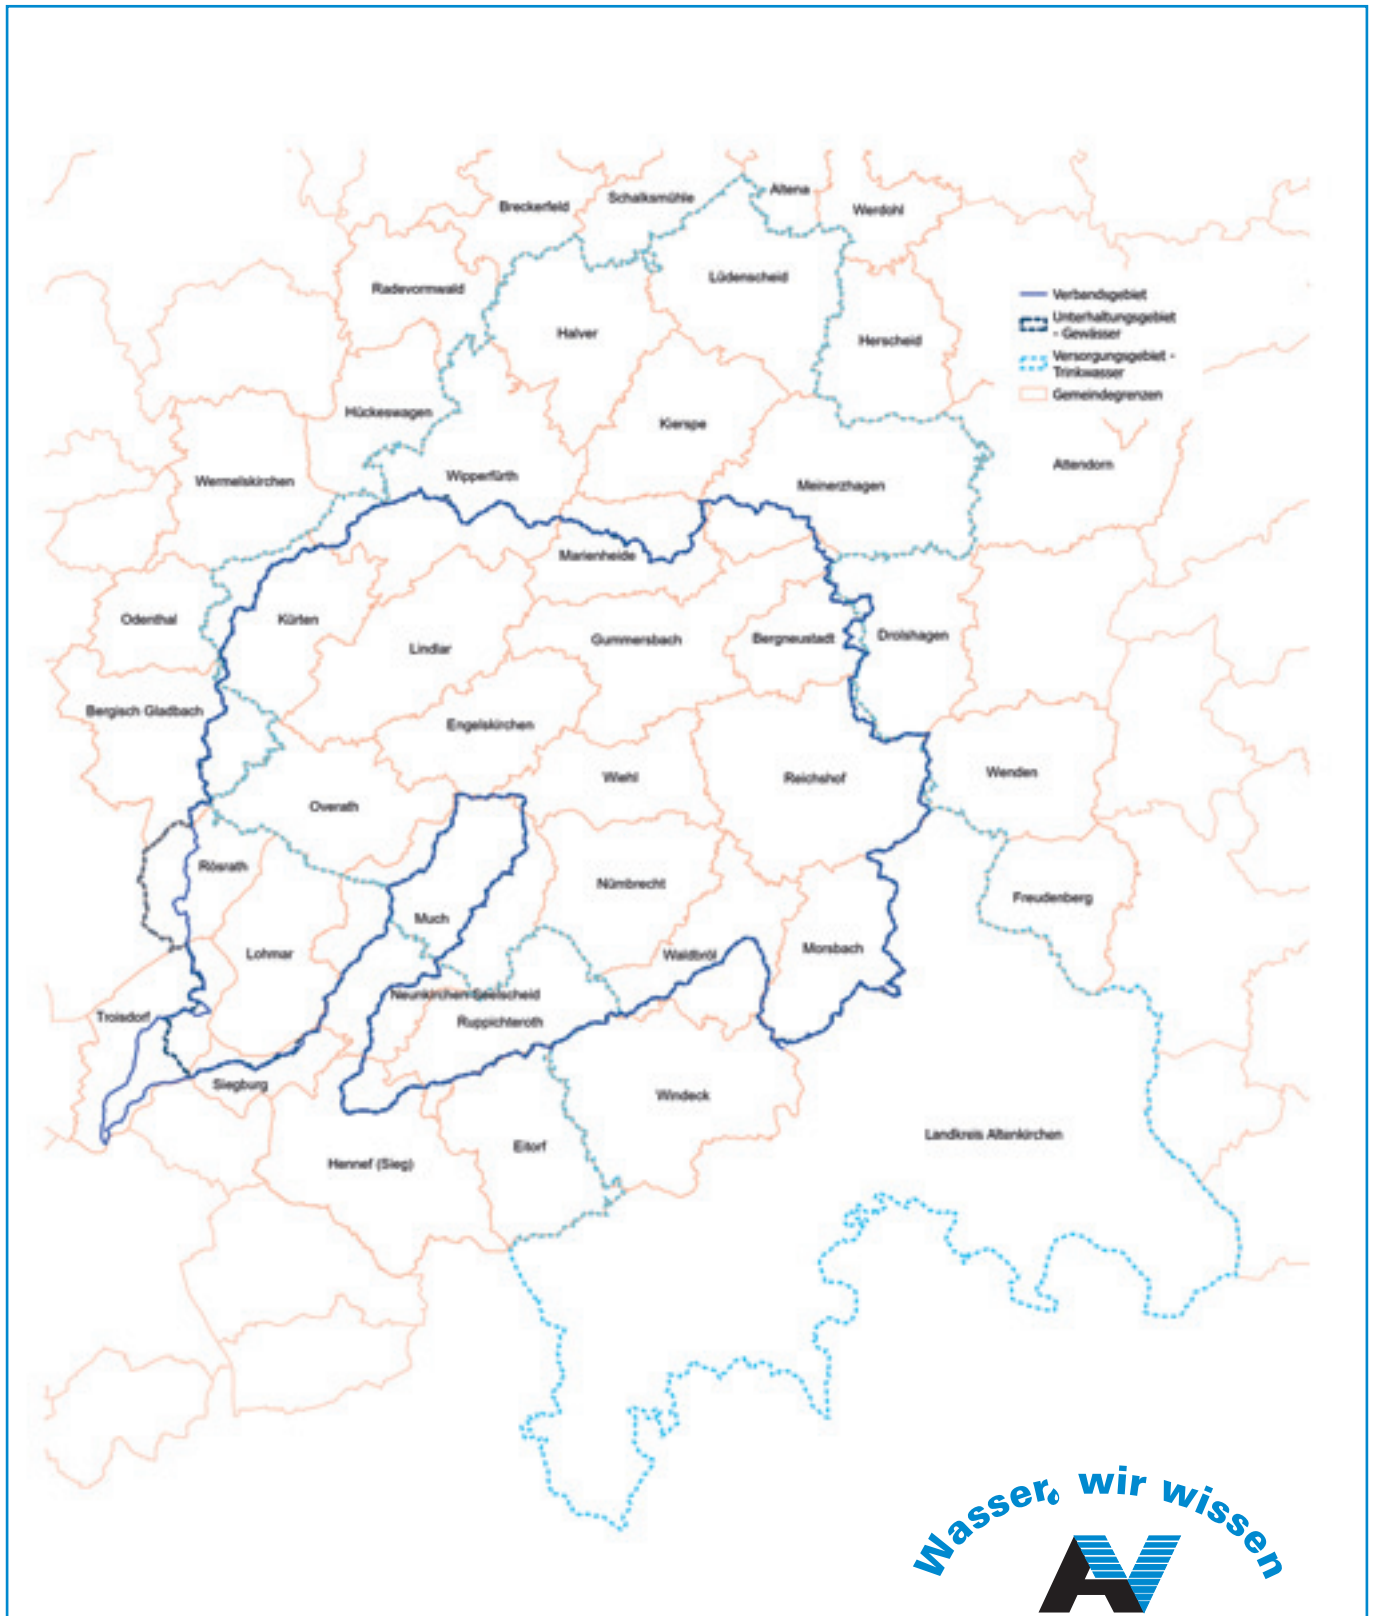 Altena
Schalksmühle
Breckerfeld
Werdohl
Lüdenscheid
Radevormwald
Verbandsgebiet
Unterhaltungsgebiet
- Gewässer
Halver
Herscheid
Versorgungsgebiet -
Trinkwasser
Gemeindegrenzen
Hückeswagen
Kierspe
Attendorn
Wipperfürth
Wermelskirchen
Meinerzhagen
Marienheide
Odenthal
Kürten
Drolshagen
Gummersbach
Bergneustadt
Lindlar
Bergisch Gladbach
Engelskirchen
Wenden
Wiehl
Reichshof
Overath
Rösrath
Nümbrecht
Freudenberg
Much
Morsbach
Lohmar
Waldbröl
Neunkirchen-Seelscheid
Troisdorf
Ruppichteroth
Siegburg
Windeck
Landkreis Altenkirchen
Eitorf
Hennef (Sieg)
Wasser, wir wissen
AV